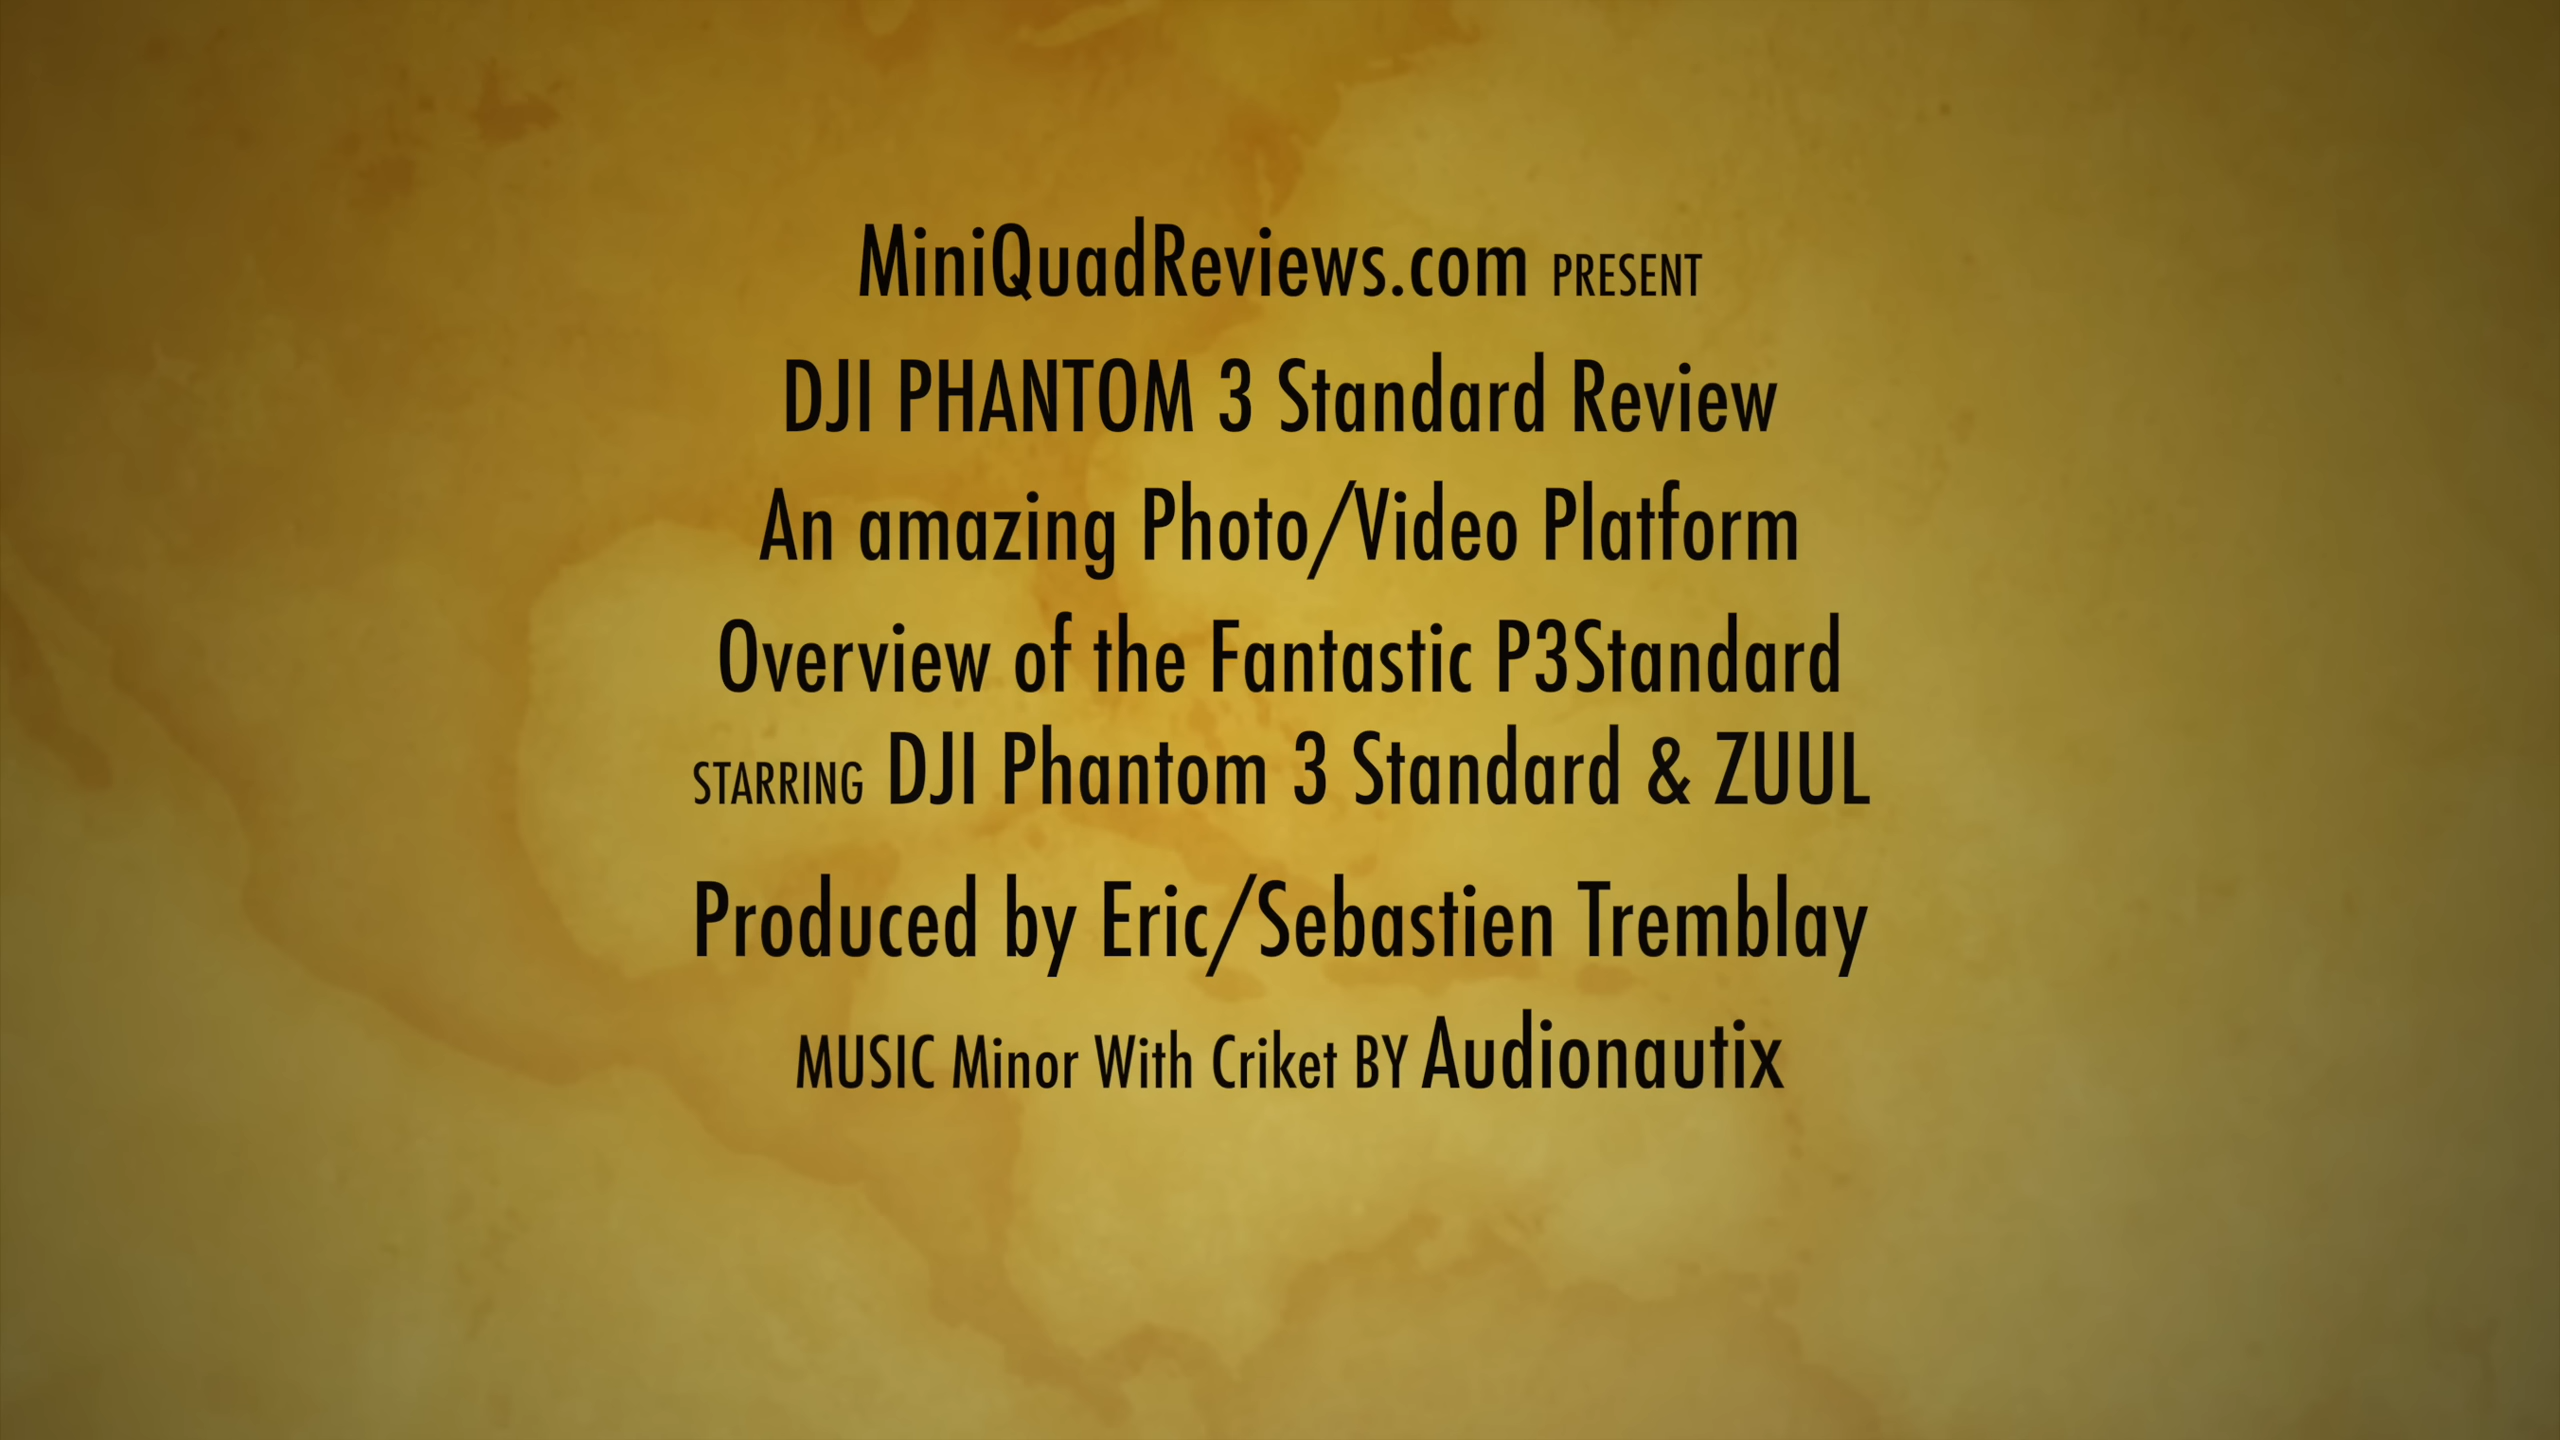 MiniQuadReviews.com PRESENT
DJI PHANTOM 3 Standard Review
An amazing Photo/Video Platform
Overview of the Fantastic P3Standard
STARRING DJI Phantom 3 Standard & ZUUL
Produced by Eric/Sebastien Tremblay
MUSIC Minor With Criket BY Audionautix